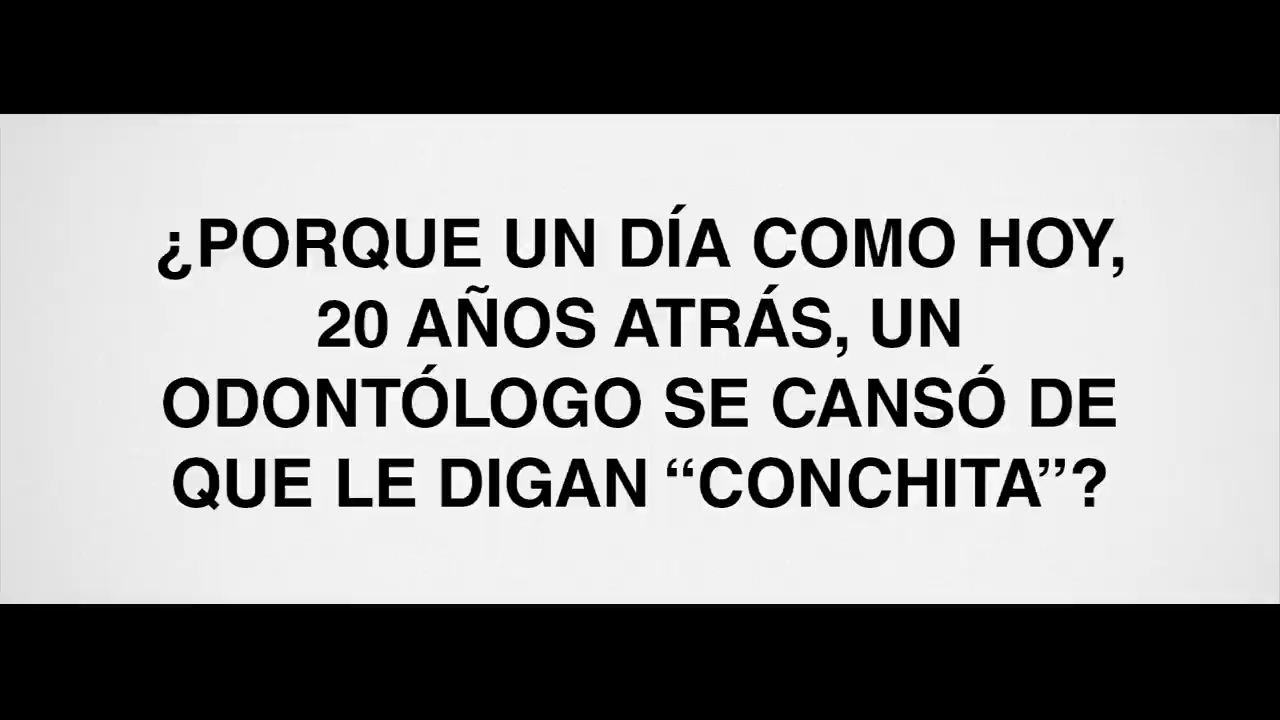 ¿PORQUE UN DÍA COMO HOY,
20 AÑOS ATRÁS, UN
ODONTÓLOGO SE CANSÓ DE
QUE LE DIGAN “CONCHITA”?